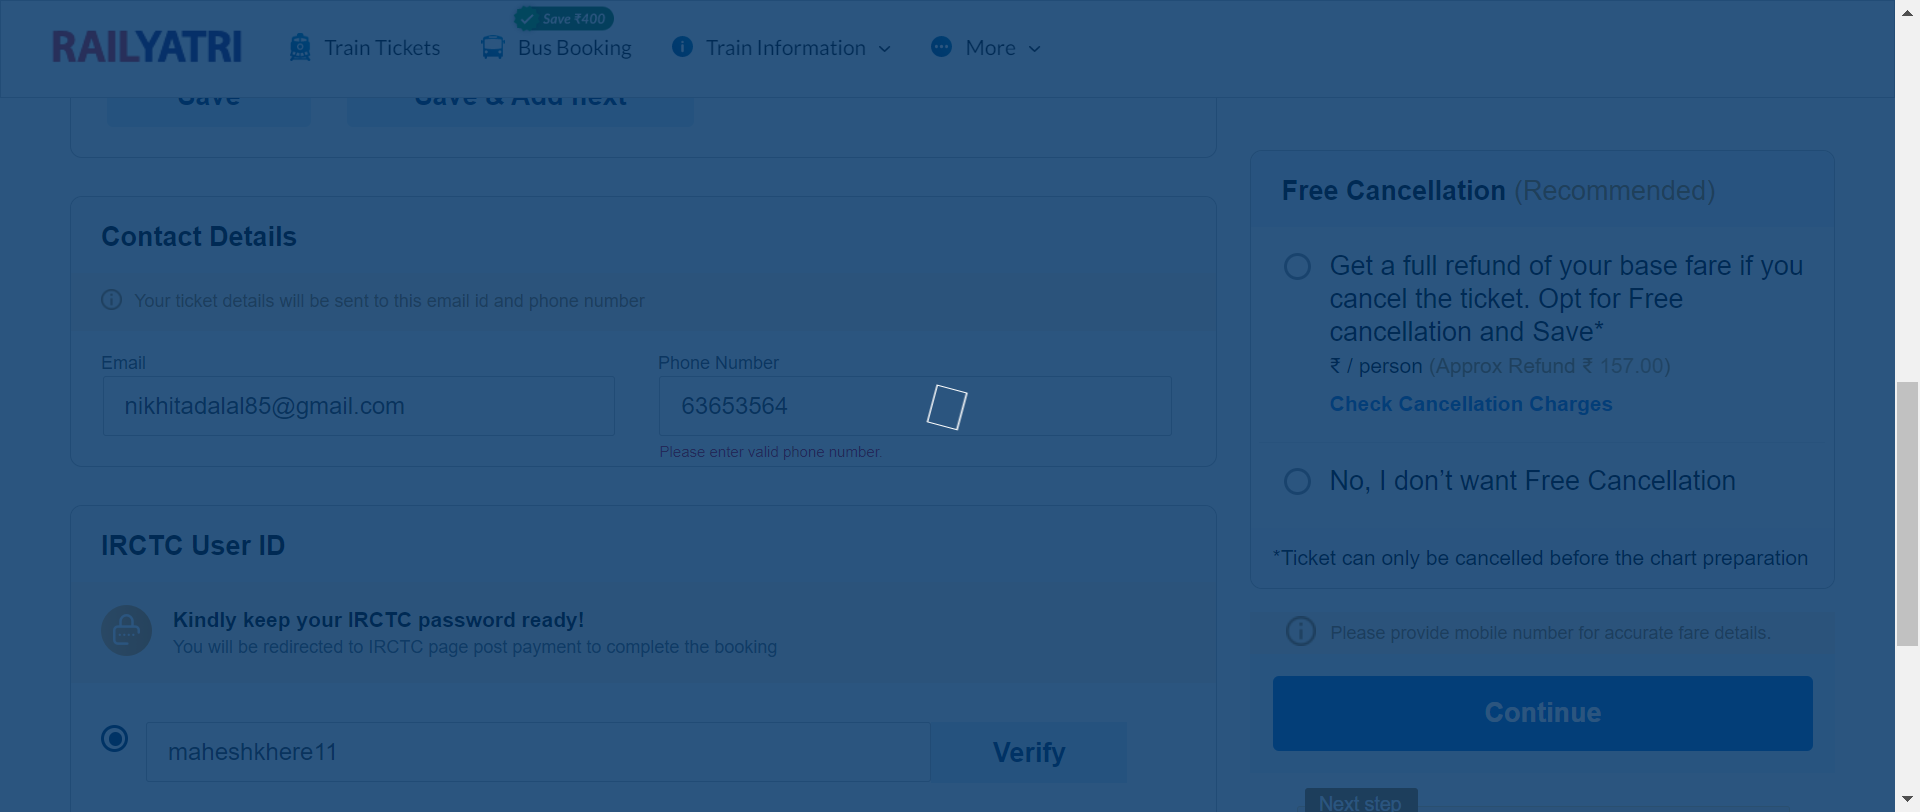 Save ₹400
RAILYATRI
Train Tickets
Bus Booking
Train Information
More
Save
Save & Add next
Contact Details
Your ticket details will be sent to this email id and phone number
Email
Phone Number
nikhitadalal85@gmail.com
63653564
Please enter valid phone number.
IRCTC User ID
Kindly keep your IRCTC password ready!
You will be redirected to IRCTC page post payment to complete the booking
maheshkhere11
Verify
Free Cancellation (Recommended)
Get a full refund of your base fare if you
cancel the ticket. Opt for Free
cancellation and Save*
₹ / person (Approx Refund ₹ 157.00)
Check Cancellation Charges
No, I don’t want Free Cancellation
*Ticket can only be cancelled before the chart preparation
Please provide mobile number for accurate fare details.
Continue
Next step